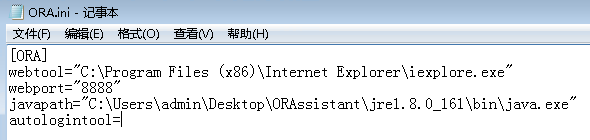 ORA.ini - 记事本
文件(F) 编辑(E) 格式(O) 查看(V) 帮助(H)
[ORA]
webtool="C:\Program Files (x86)\Internet Explorer\iexplore.exe"
webport="8888"
javapath="C:\Users\admin\Desktop\ORAssistant\jre1.8.0_161\bin\java.exe"
autologintool=